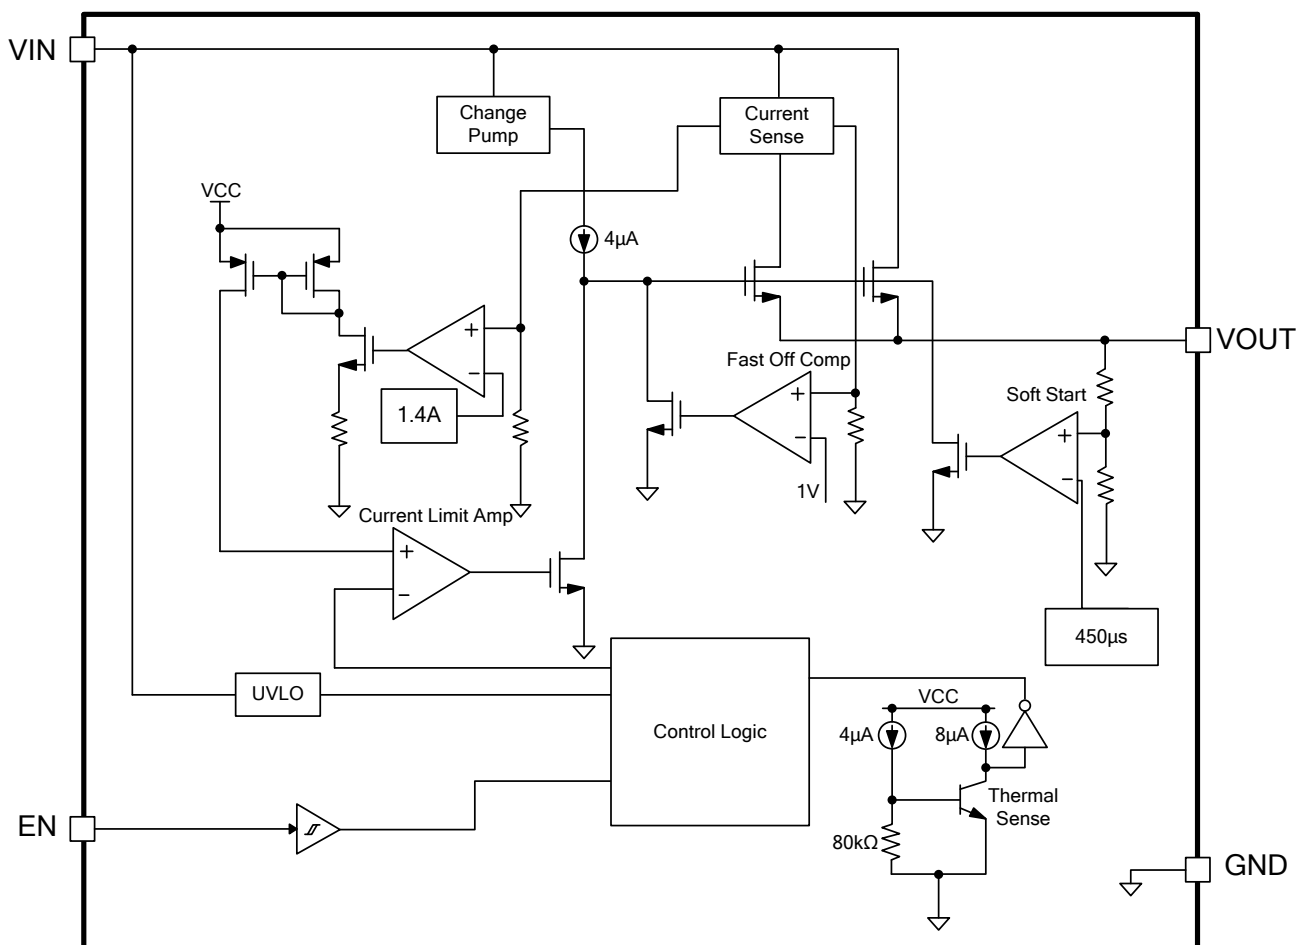 VIN
Change
Pump
Current
Sense
VCC
4µA
+
−
1.4A
Fast Off Comp
+
−
1V
VOUT
Soft Start
+
−
Current Limit Amp
+
−
450µs
UVLO
Control Logic
VCC
4µA
8µA
Thermal
Sense
80kΩ
EN
GND